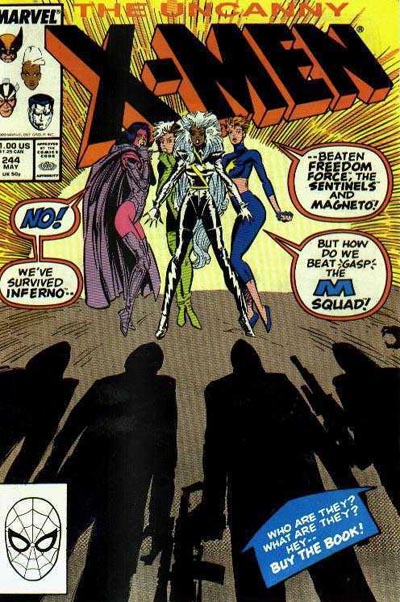 MARVEL
THE UNCANNY
X-MEN®
$1.00 US
$1.25 CAN
244
MAY
UK 50p
APPROVED
BY THE
COMICS
CODE
AUTHORITY
NO!
WE'VE
SURVIVED
INFERNO--
--BEATEN
FREEDOM
FORCE, THE
SENTINELS
AND
MAGNETO!
BUT HOW
DO WE
BEAT <GASP>
THE
M
SQUAD?
WHO ARE THEY?
WHAT ARE THEY?
HEY--
BUY THE BOOK!